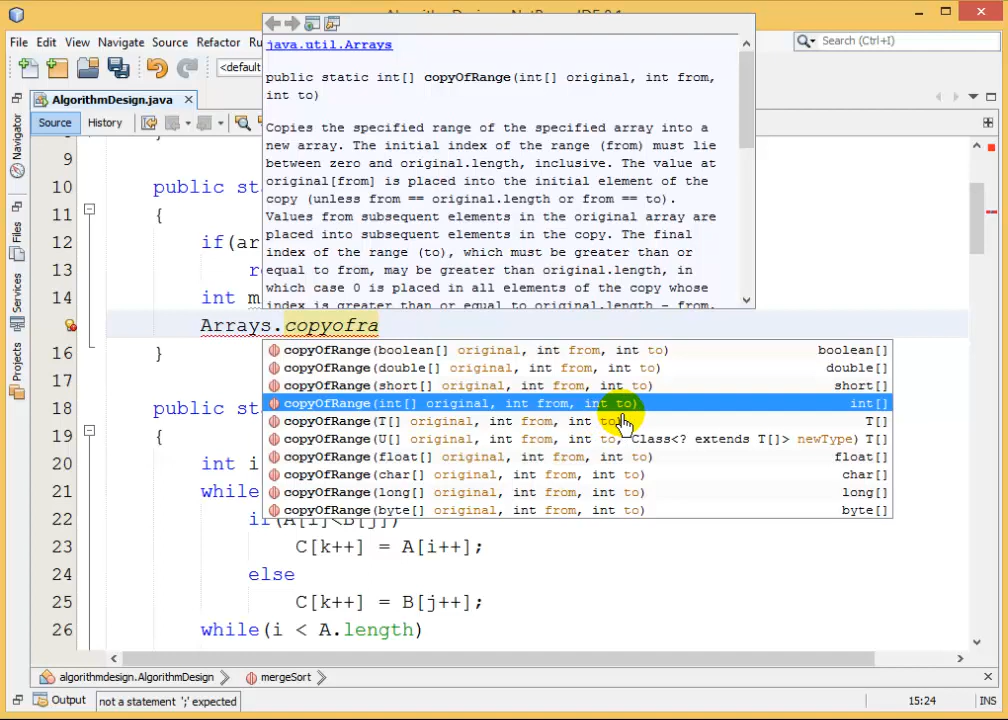 File Edit View Navigate Source Refactor Search (Ctrl+I)
<default
AlgorithmDesign.java
Source History
java.util.Arrays
public static int[] copyOfRange(int[] original, int from,
int to)
Copies the specified range of the specified array into a
new array. The initial index of the range (from) must lie
between zero and original.length, inclusive. The value at
original[from] is placed into the initial element of the
copy (unless from == original.length or from == to).
Values from subsequent elements in the original array are
placed into subsequent elements in the copy. The final
index of the range (to), which must be greater than or
equal to from, may be greater than original.length, in
which case 0 is placed in all elements of the copy whose
index is greater than or equal to original.length - from.
Navigator
Files
Services
Projects
9
10 public st
11 {
12 if(ar
13 re
14 int m
Arrays.copyofra
16 }
17
18 public st
19 {
20 int i
21 while
22 if(A[i]<B[j])
23 C[k++] = A[i++];
24 else
25 C[k++] = B[j++];
26 while(i < A.length)
copyOfRange(boolean[] original, int from, int to) boolean[]
copyOfRange(double[] original, int from, int to) double[]
copyOfRange(short[] original, int from, int to) short[]
copyOfRange(int[] original, int from, int to) int[]
copyOfRange(T[] original, int from, int to) T[]
copyOfRange(U[] original, int from, int to, Class<? extends T[]> newType) T[]
copyOfRange(float[] original, int from, int to) float[]
copyOfRange(char[] original, int from, int to) char[]
copyOfRange(long[] original, int from, int to) long[]
copyOfRange(byte[] original, int from, int to) byte[]
algorithmdesign.AlgorithmDesign mergeSort
Output not a statement ';' expected 15:24 INS